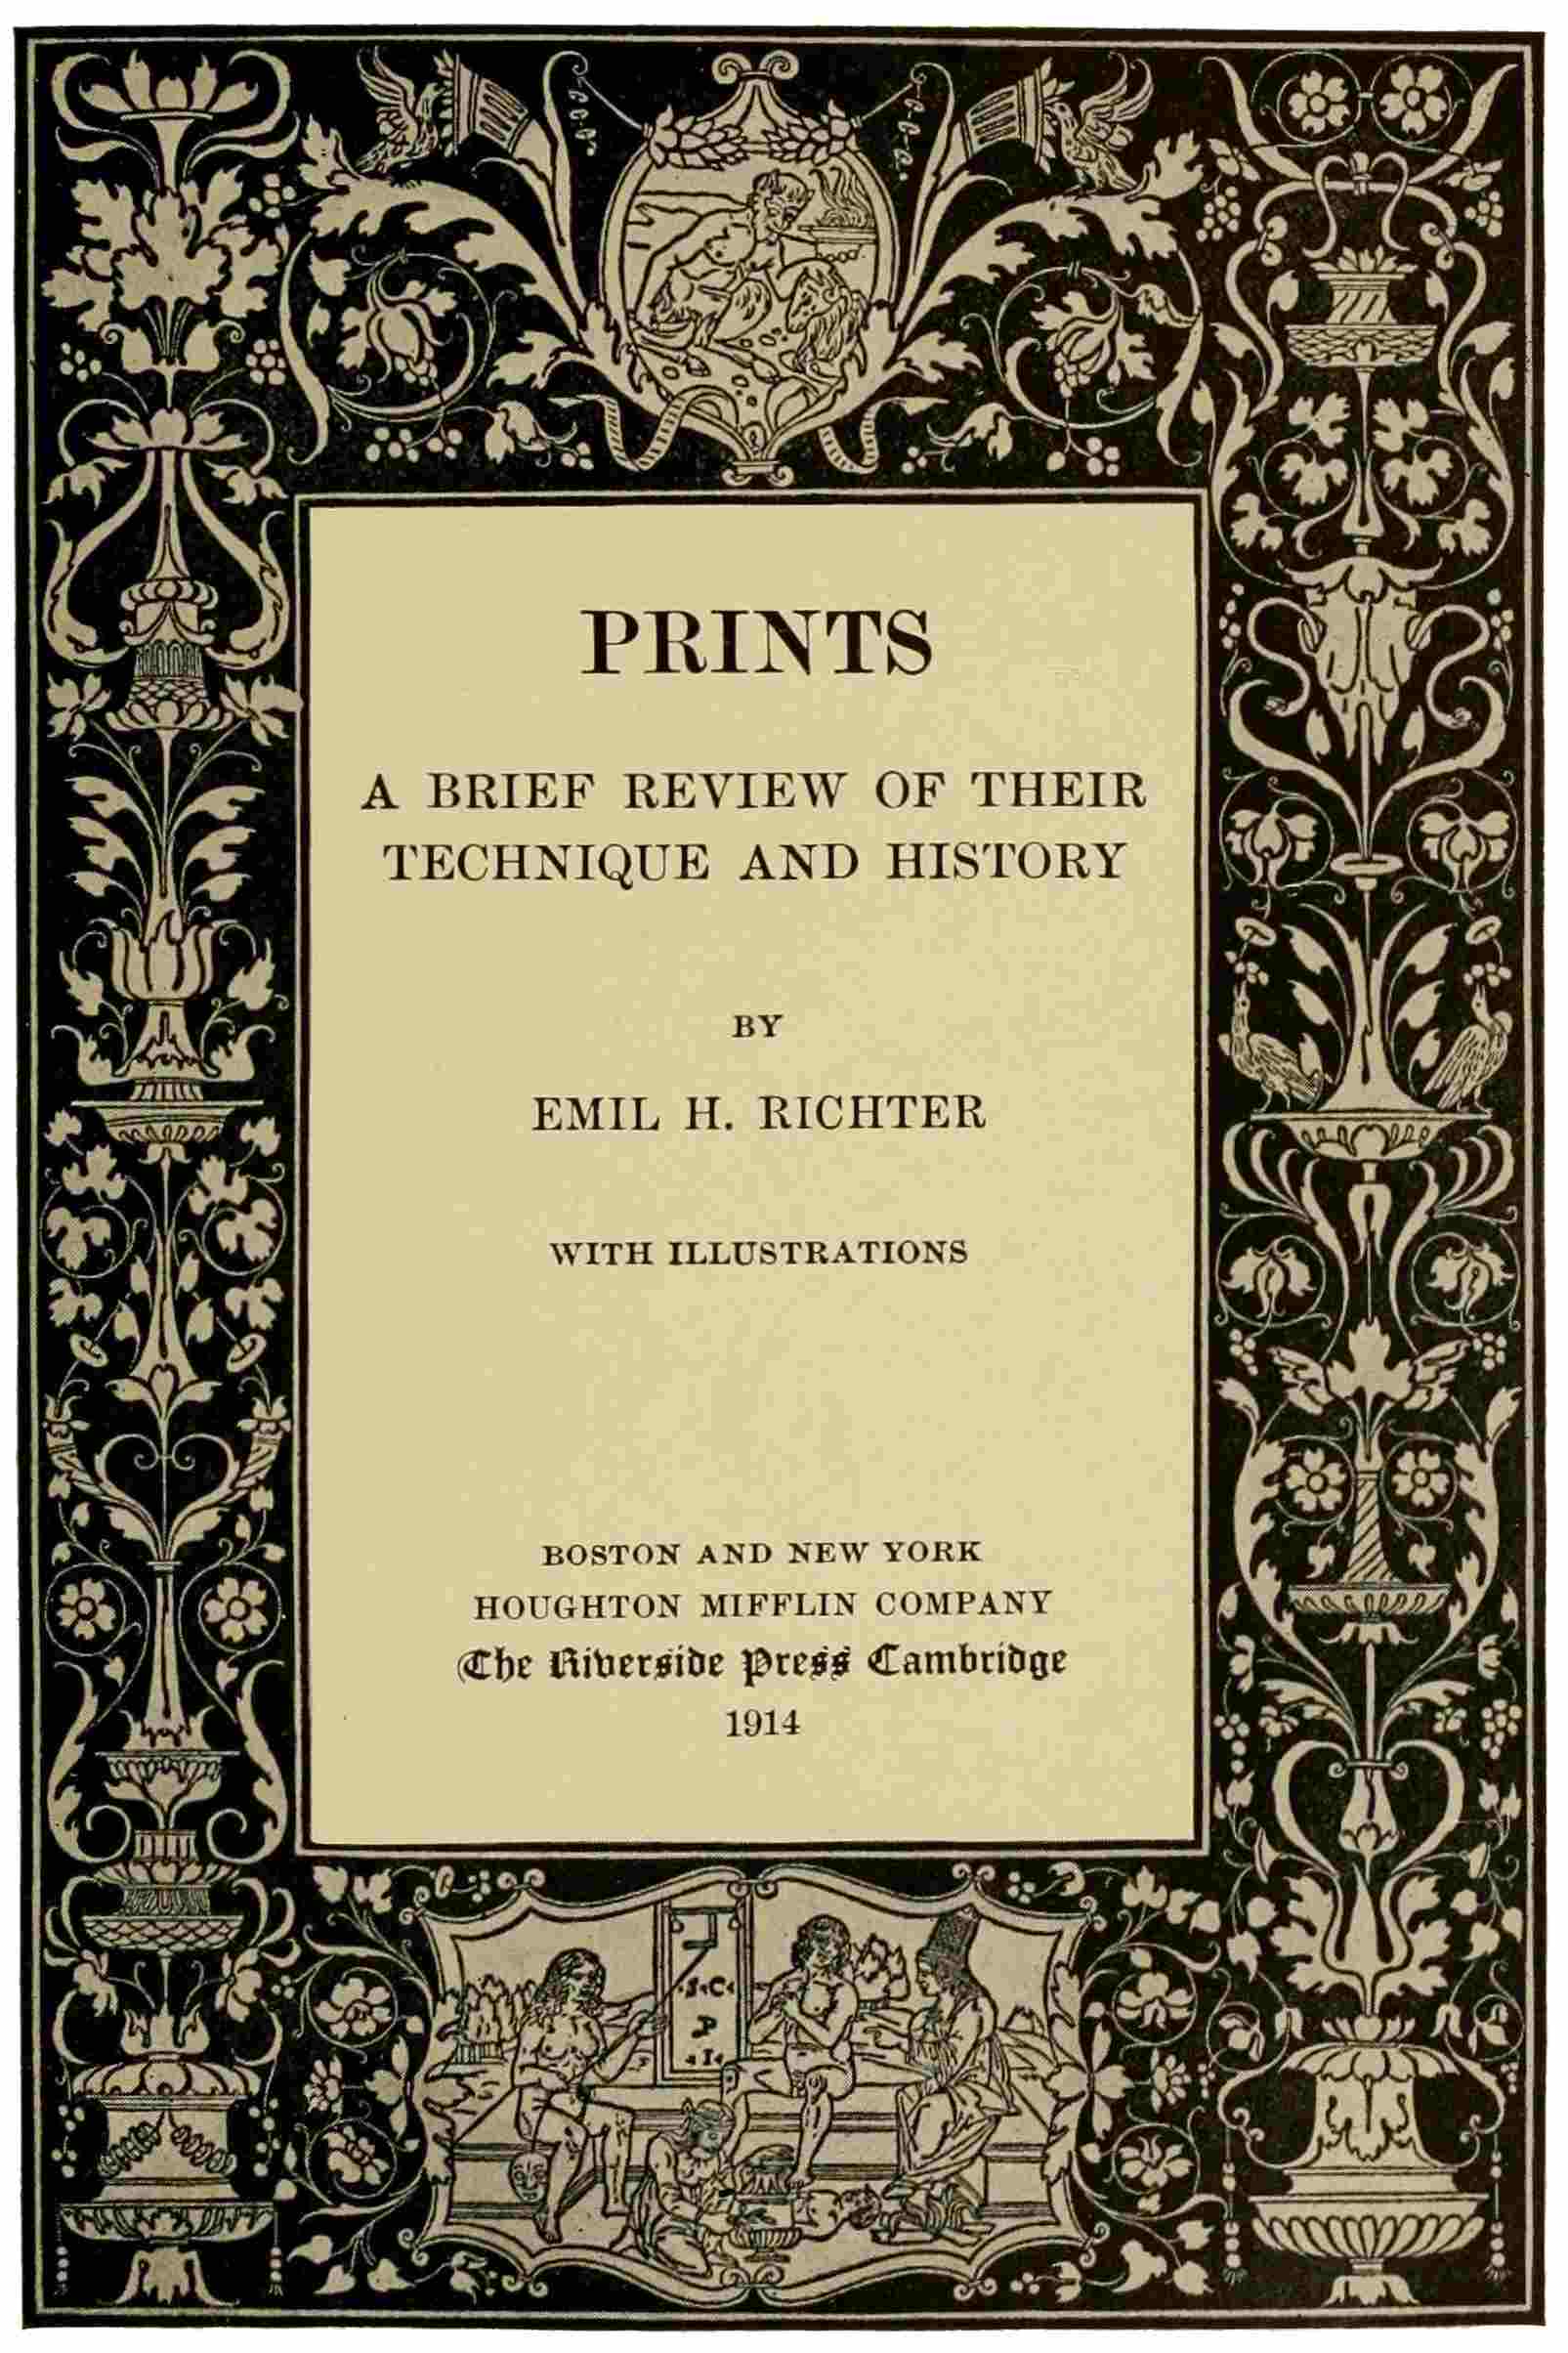 PRINTS
A BRIEF REVIEW OF THEIR
TECHNIQUE AND HISTORY
BY
EMIL H. RICHTER
WITH ILLUSTRATIONS
BOSTON AND NEW YORK
HOUGHTON MIFFLIN COMPANY
The Riverside Press Cambridge
1914
·S·C·
P
·I·